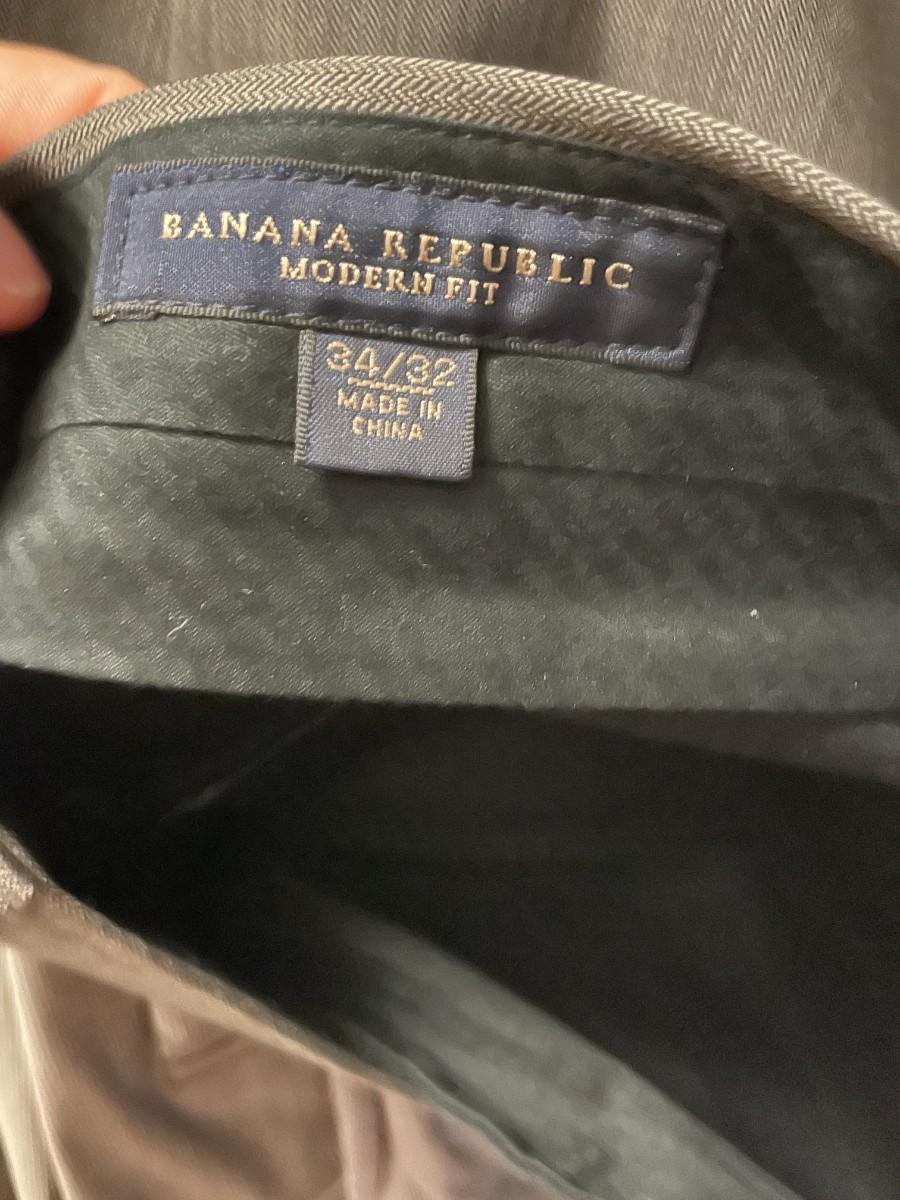 BANANA REPUBLIC
MODERN FIT
34/32
MADE IN
CHINA